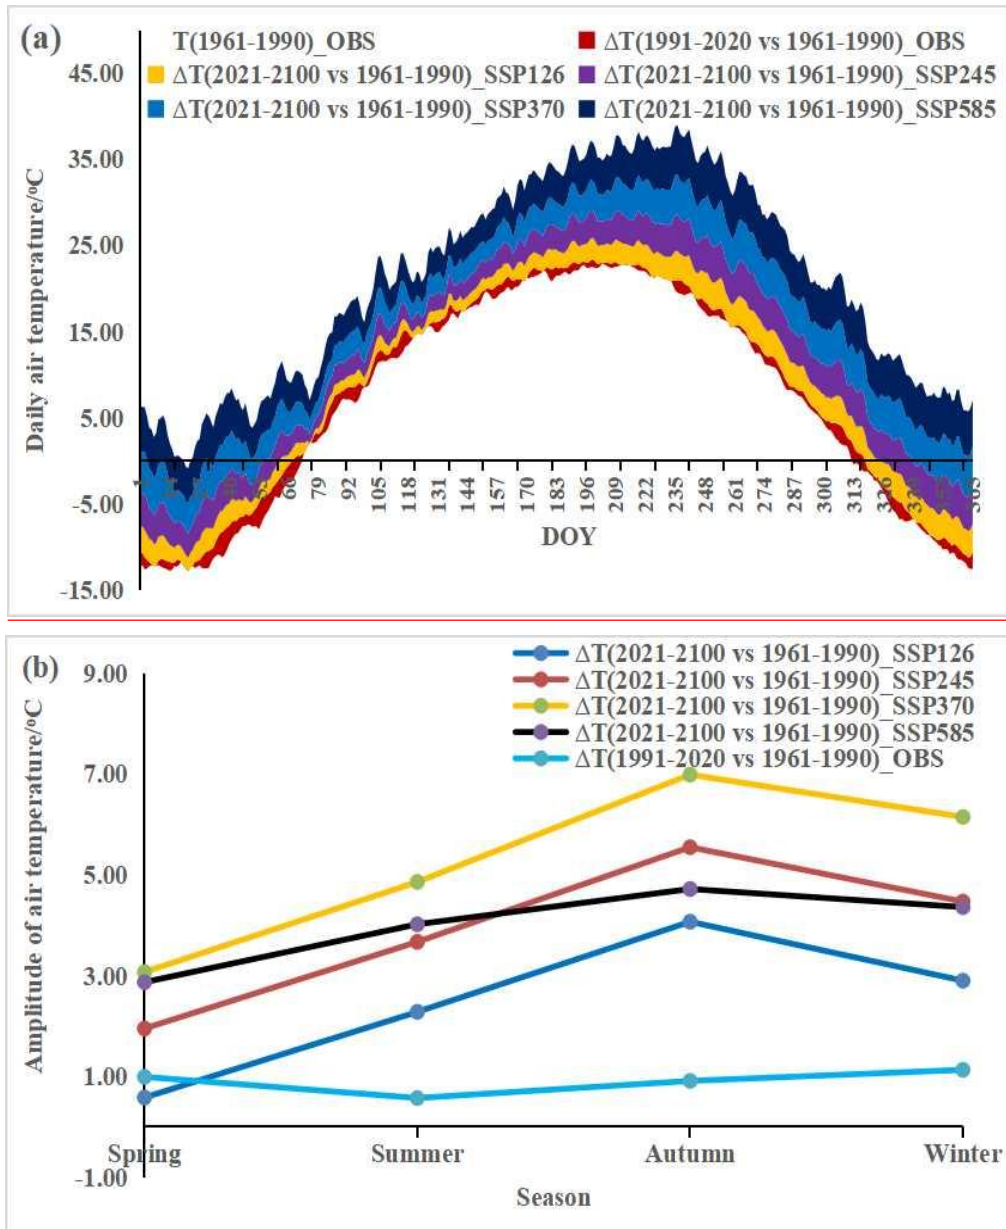 (a)
T(1961-1990)_OBS
ΔT(1991-2020 vs 1961-1990)_OBS
ΔT(2021-2100 vs 1961-1990)_SSP126
ΔT(2021-2100 vs 1961-1990)_SSP245
ΔT(2021-2100 vs 1961-1990)_SSP370
ΔT(2021-2100 vs 1961-1990)_SSP585
Daily air temperature/°C
45.00
35.00
25.00
15.00
5.00
-5.00
-15.00
66 79 92 105 118 131 144 157 170 183 196 209 222 235 248 261 274 287 300 313 326
DOY
(b)
ΔT(2021-2100 vs 1961-1990)_SSP126
ΔT(2021-2100 vs 1961-1990)_SSP245
ΔT(2021-2100 vs 1961-1990)_SSP370
ΔT(2021-2100 vs 1961-1990)_SSP585
ΔT(1991-2020 vs 1961-1990)_OBS
Amplitude of air temperature/°C
9.00
7.00
5.00
3.00
1.00
-1.00
Spring Summer Autumn Winter
Season